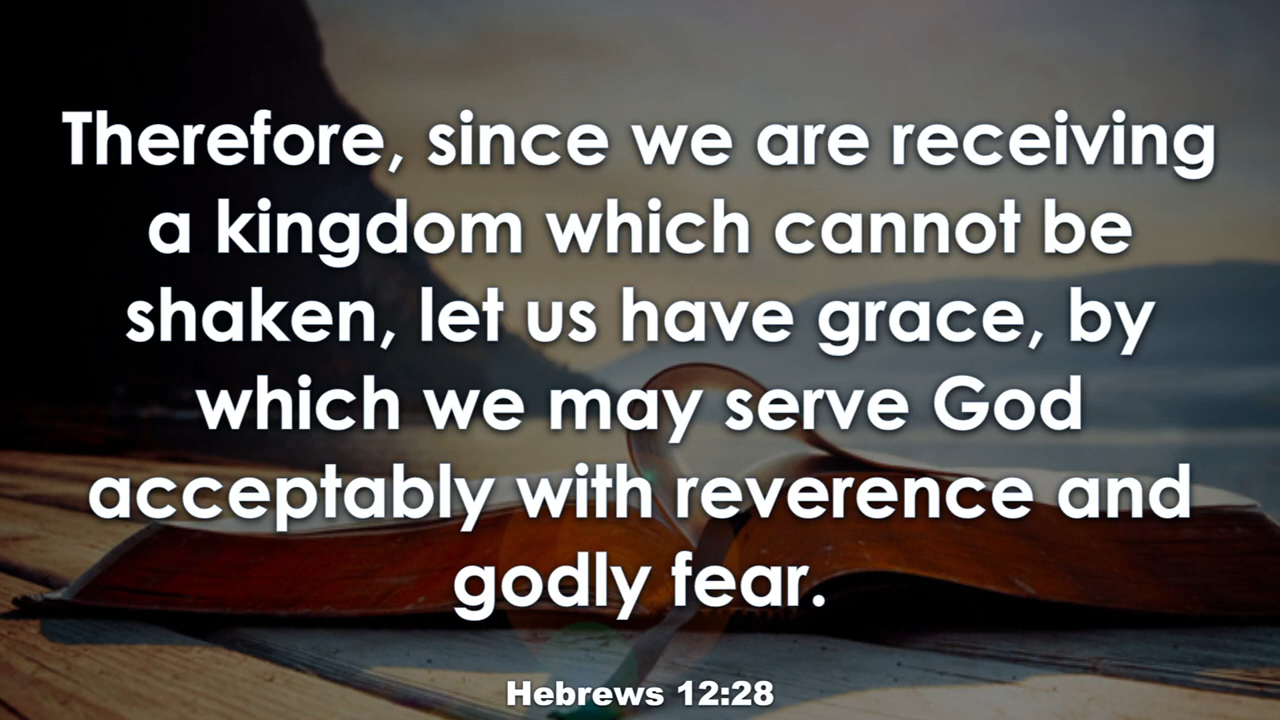 Therefore, since we are receiving
a kingdom which cannot be
shaken, let us have grace, by
which we may serve God
acceptably with reverence and
godly fear.
Hebrews 12:28